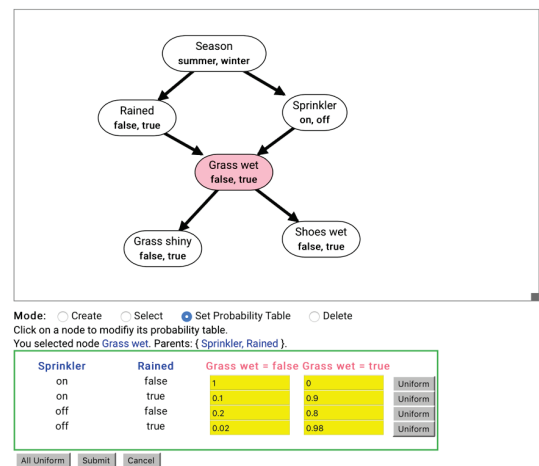 Season
summer, winter
Rained
false, true
Sprinkler
on, off
Grass wet
false, true
Grass shiny
false, true
Shoes wet
false, true
Mode: Create Select Set Probability Table Delete
Click on a node to modifiy its probability table.
You selected node Grass wet. Parents: { Sprinkler, Rained }.
Sprinkler Rained Grass wet = false Grass wet = true
on false 1 0 Uniform
on true 0.1 0.9 Uniform
off false 0.2 0.8 Uniform
off true 0.02 0.98 Uniform
All Uniform Submit Cancel